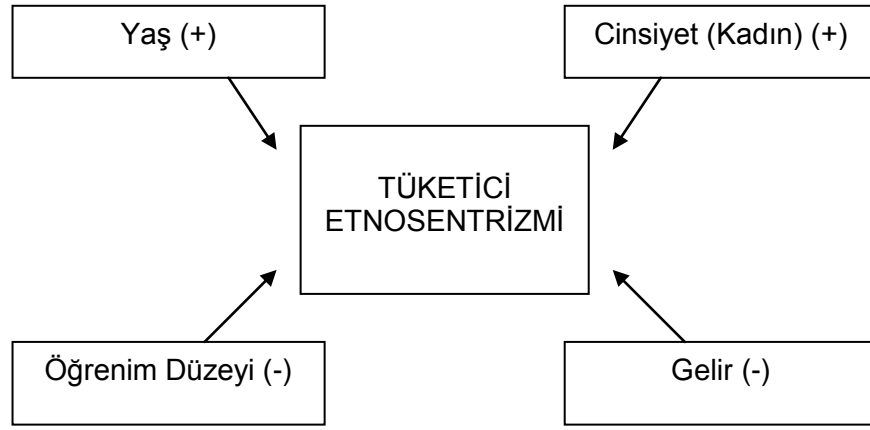 Yaş (+)
Cinsiyet (Kadın) (+)
TÜKETİCİ
ETNOSENTRİZMİ
Öğrenim Düzeyi (-)
Gelir (-)